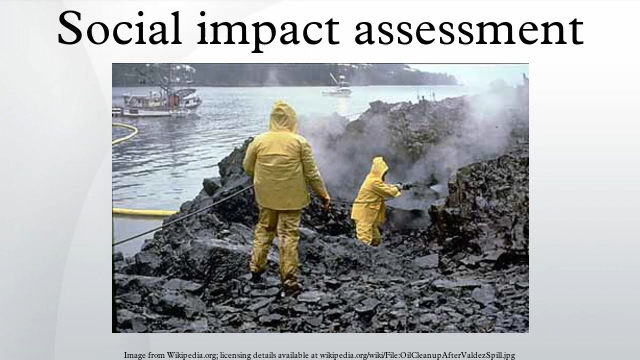 Social impact assessment
Image from Wikipedia.org; licensing details available at wikipedia.org/wiki/File:OilCleanupAfterValdezSpill.jpg